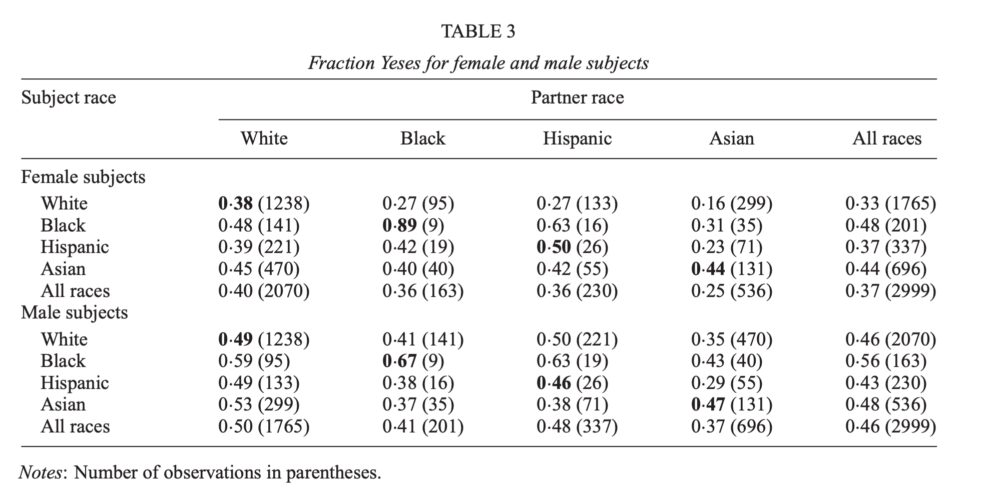 TABLE 3
Fraction Yeses for female and male subjects
Subject race Partner race
White Black Hispanic Asian All races
Female subjects
White 0·38 (1238) 0·27 (95) 0·27 (133) 0·16 (299) 0·33 (1765)
Black 0·48 (141) 0·89 (9) 0·63 (16) 0·31 (35) 0·48 (201)
Hispanic 0·39 (221) 0·42 (19) 0·50 (26) 0·23 (71) 0·37 (337)
Asian 0·45 (470) 0·40 (40) 0·42 (55) 0·44 (131) 0·44 (696)
All races 0·40 (2070) 0·36 (163) 0·36 (230) 0·25 (536) 0·37 (2999)
Male subjects
White 0·49 (1238) 0·41 (141) 0·50 (221) 0·35 (470) 0·46 (2070)
Black 0·59 (95) 0·67 (9) 0·63 (19) 0·43 (40) 0·56 (163)
Hispanic 0·49 (133) 0·38 (16) 0·46 (26) 0·29 (55) 0·43 (230)
Asian 0·53 (299) 0·37 (35) 0·38 (71) 0·47 (131) 0·48 (536)
All races 0·50 (1765) 0·41 (201) 0·48 (337) 0·37 (696) 0·46 (2999)
Notes: Number of observations in parentheses.